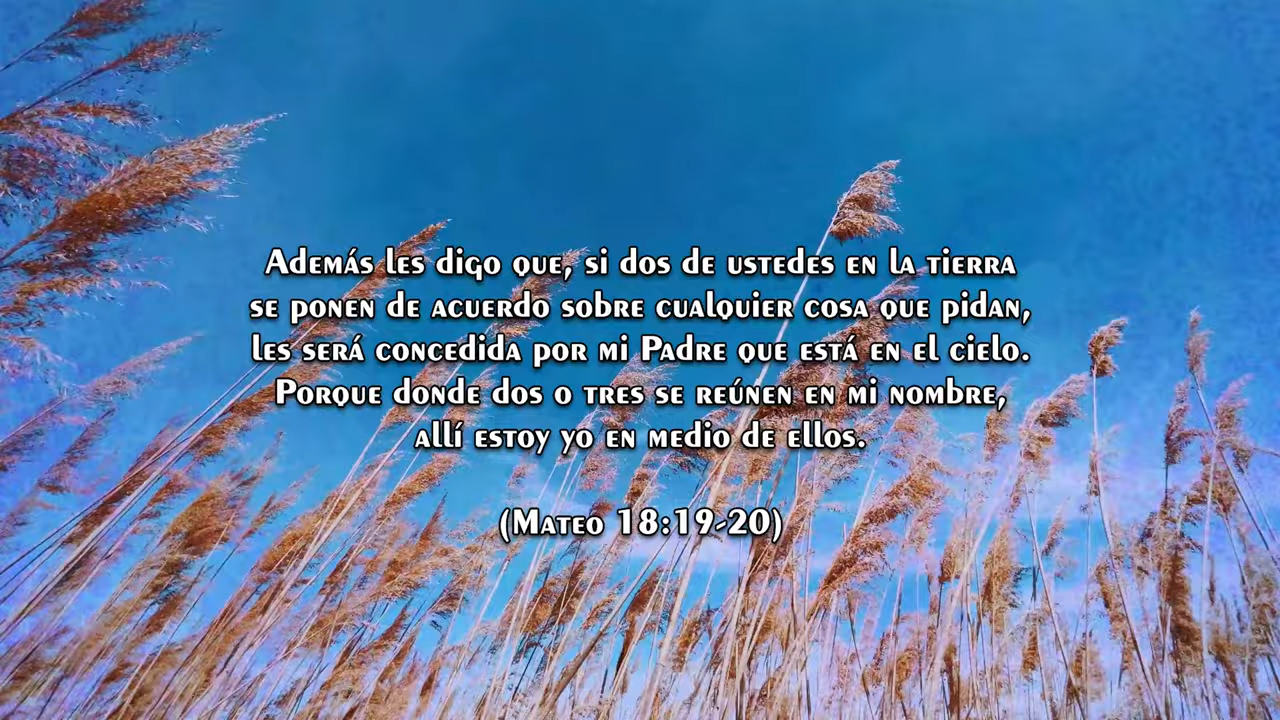 Además les digo que, si dos de ustedes en la tierra
se ponen de acuerdo sobre cualquier cosa que pidan,
les será concedida por mi Padre que está en el cielo.
Porque donde dos o tres se reúnen en mi nombre,
allí estoy yo en medio de ellos.
(Mateo 18:19-20)